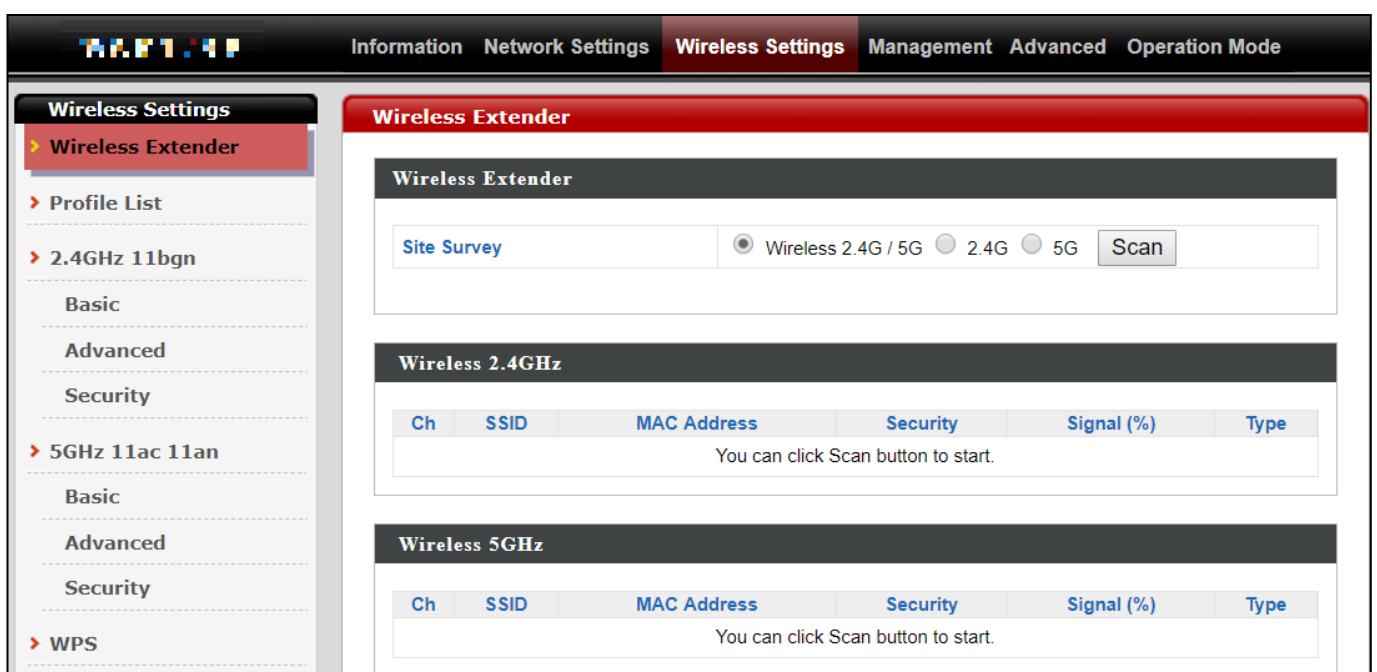 Information Network Settings Wireless Settings Management Advanced Operation Mode
Wireless Settings
Wireless Extender
Profile List
2.4GHz 11bgn
Basic
Advanced
Security
5GHz 11ac 11an
Basic
Advanced
Security
WPS
Wireless Extender
Wireless Extender
Site Survey Wireless 2.4G / 5G 2.4G 5G Scan
Wireless 2.4GHz
Ch SSID MAC Address Security Signal (%) Type
You can click Scan button to start.
Wireless 5GHz
Ch SSID MAC Address Security Signal (%) Type
You can click Scan button to start.